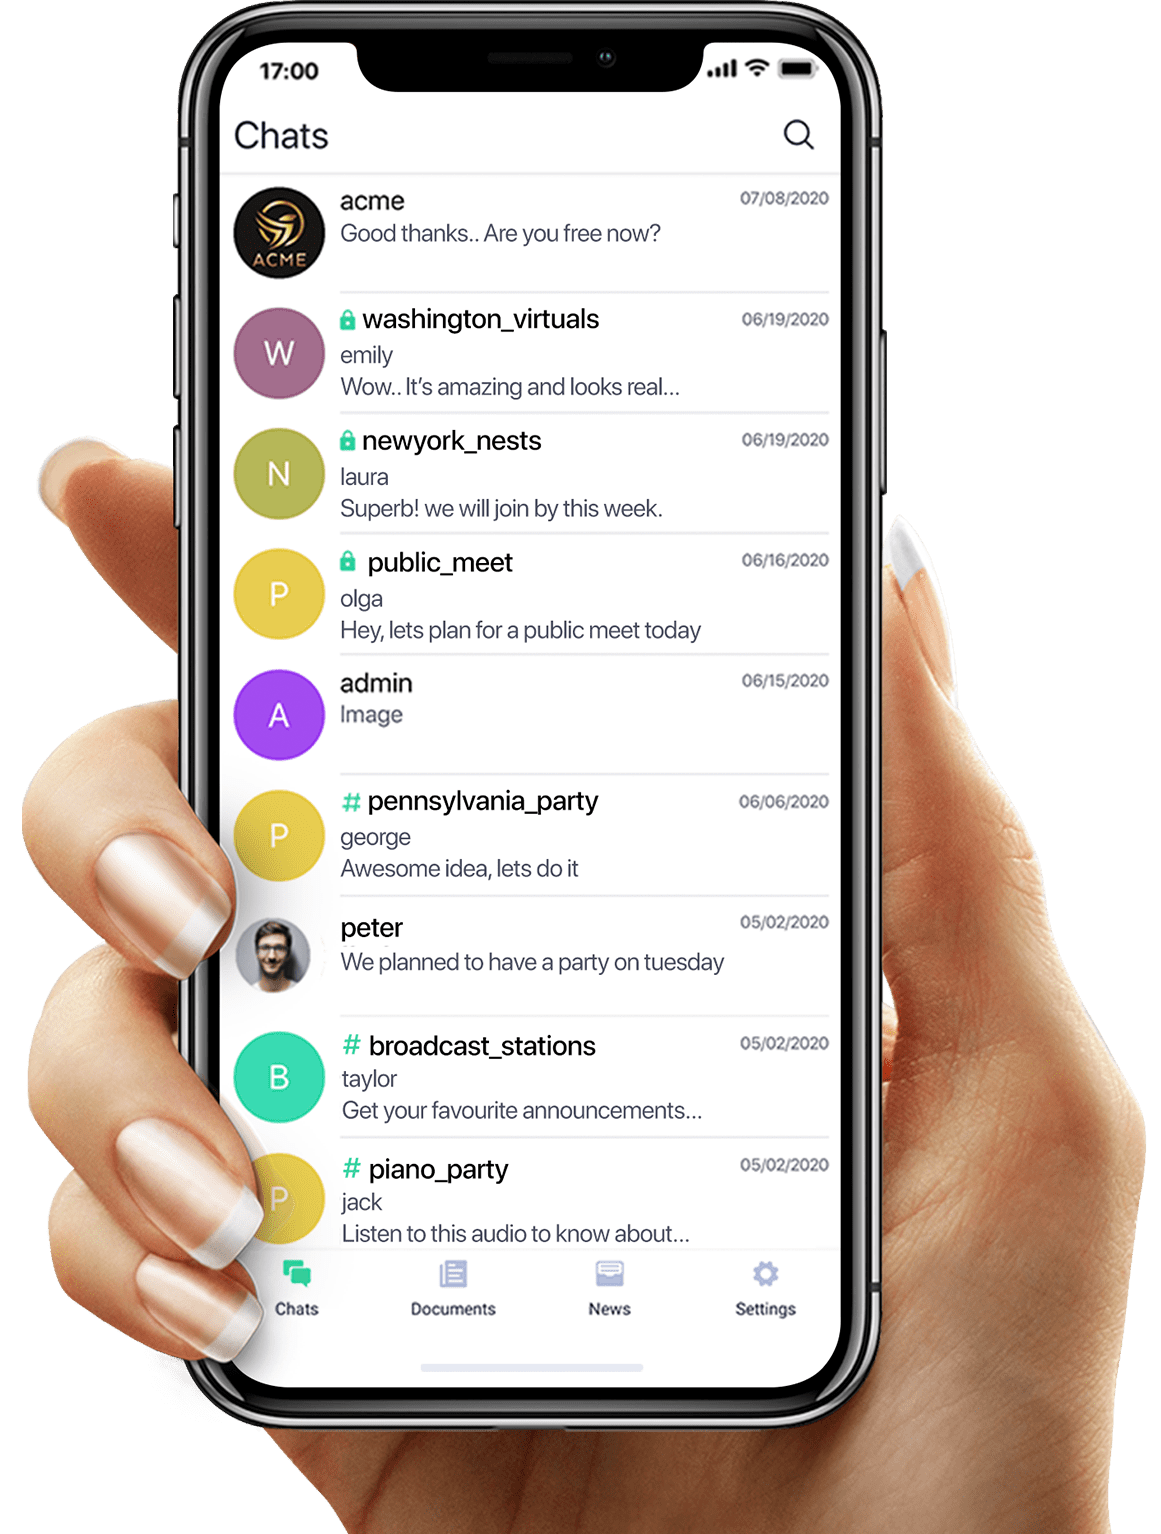 17:00
Chats
ACME
acme
07/08/2020
Good thanks.. Are you free now?
W
washington_virtuals
06/19/2020
emily
Wow.. It's amazing and looks real...
N
newyork_nests
06/19/2020
laura
Superb! we will join by this week.
P
public_meet
06/16/2020
olga
Hey, lets plan for a public meet today
A
admin
06/15/2020
Image
P
# pennsylvania_party
06/06/2020
george
Awesome idea, lets do it
peter
05/02/2020
We planned to have a party on tuesday
B
# broadcast_stations
05/02/2020
taylor
Get your favourite announcements...
P
# piano_party
05/02/2020
jack
Listen to this audio to know about...
Chats
Documents
News
Settings